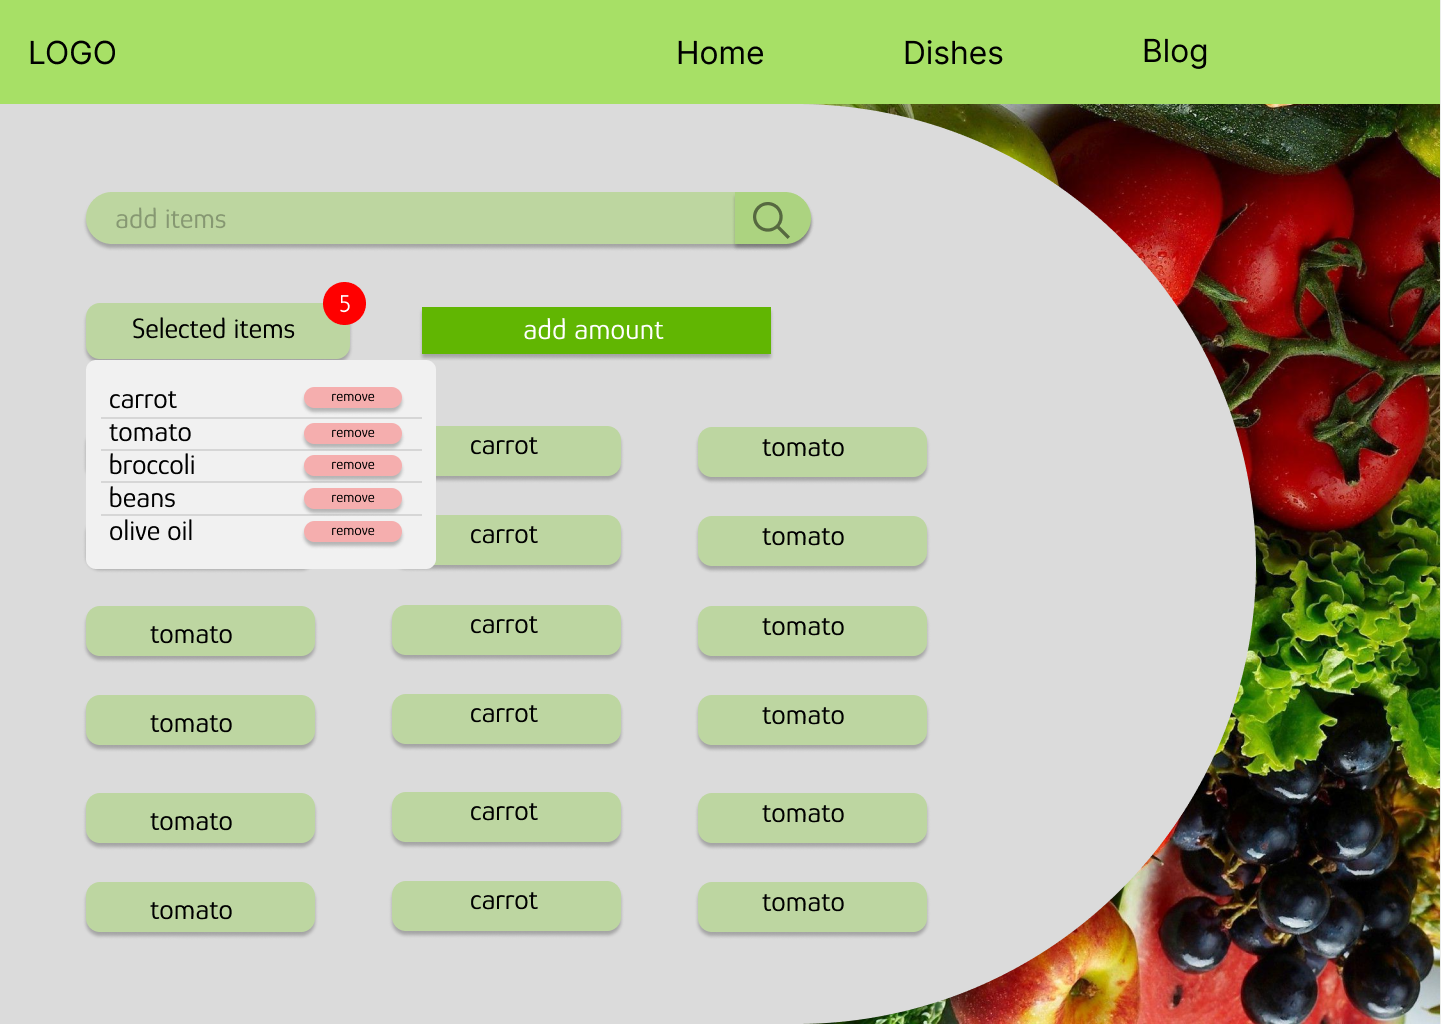 LOGO
Home
Dishes
Blog
add items
Selected items
5
add amount
carrot remove
tomato remove
broccoli remove
beans remove
olive oil remove
carrot tomato
carrot tomato
tomato carrot tomato
tomato carrot tomato
tomato carrot tomato
tomato carrot tomato